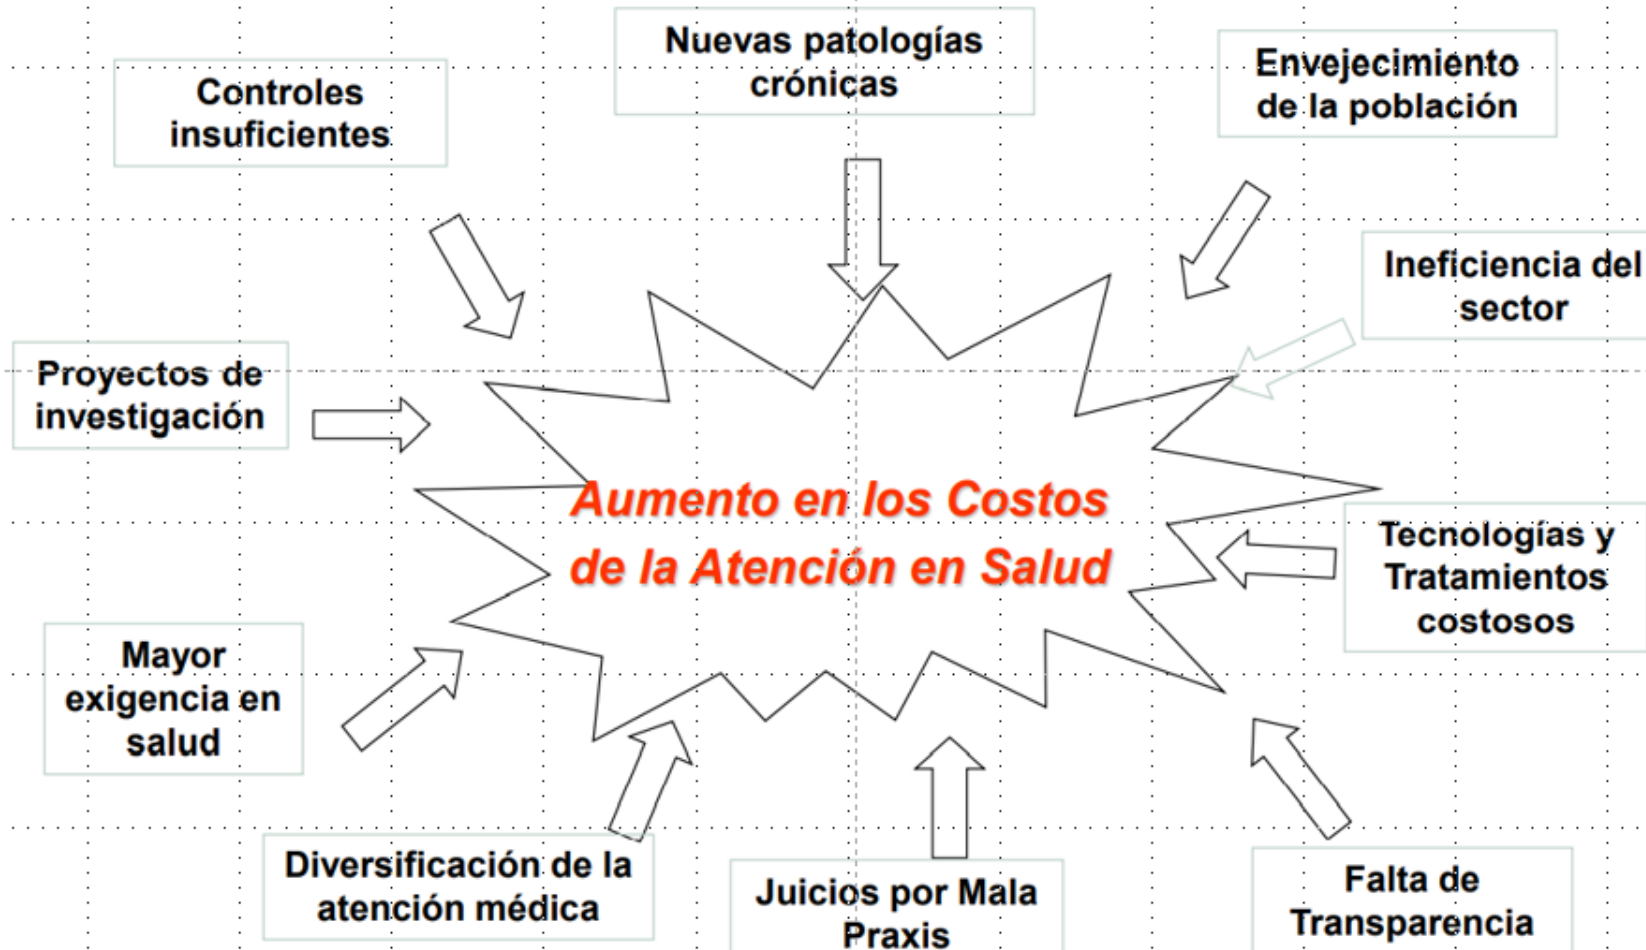 Nuevas patologías
crónicas
Controles
insuficientes
Envejecimiento
de la población
Ineficiencia del
sector
Proyectos de
investigación
Aumento en los Costos
de la Atención en Salud
Tecnologías y
Tratamientos
costosos
Mayor
exigencia en
salud
Diversificación de la
atención médica
Juicios por Mala
Praxis
Falta de
Transparencia